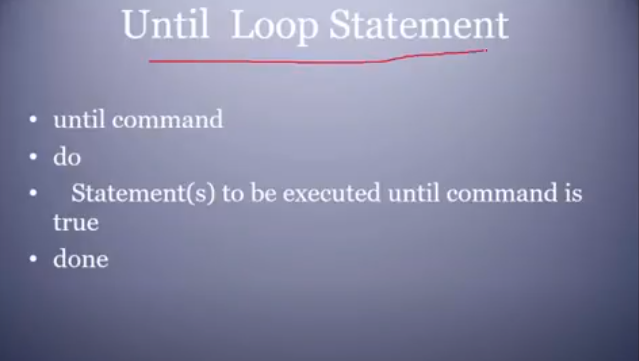 Until Loop Statement
• until command
• do
• Statement(s) to be executed until command is
true
• done